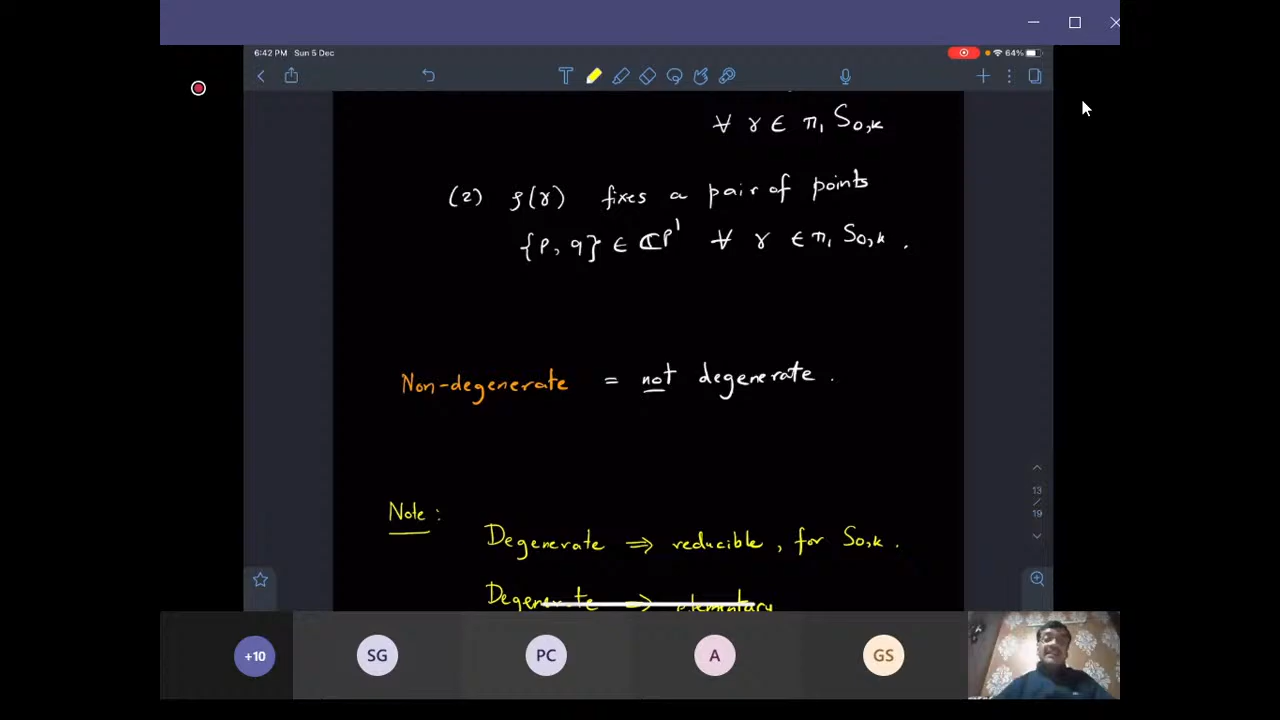 6:42 PM Sun 5 Dec
64%
∀ γ ∈ π₁ S₀,ₖ
(2) ρ(γ) fixes a pair of points
{p, q} ∈ ℂP¹ ∀ γ ∈ π₁ S₀,ₖ .
Non-degenerate = not degenerate .
Note :
Degenerate ⇒ reducible , for S₀,ₖ .
Degenerate ⇒ elementary
13
19
+10
SG
PC
A
GS